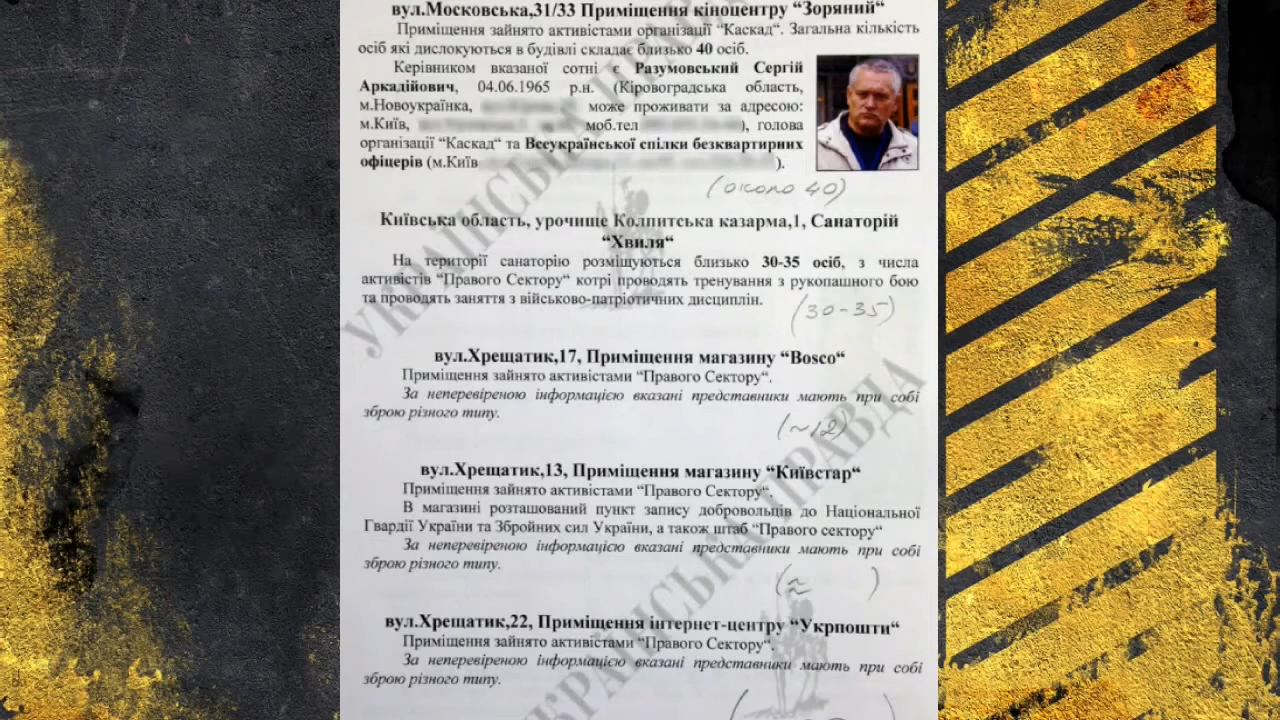 вул.Московська,31/33 Приміщення кіноцентру “Зоряний“
Приміщення зайнято активістами організації “Каскад“. Загальна кількість
осіб які дислокуються в будівлі складає близько 40 осіб.
Керівником вказаної сотні є Разумовський Сергій
Аркадійович, 04.06.1965 р.н. (Кіровоградська область,
м.Новоукраїнка, може проживати за адресою:
м.Київ, моб.тел ), голова
організації “Каскад“ та Всеукраїнської спілки безквартирних
офіцерів (м.Київ ).
(около 40)
Київська область, урочище Колпитська казарма,1, Санаторій
“Хвиля“
На території санаторію розміщуються близько 30-35 осіб, з числа
активістів “Правого Сектору“ котрі проводять тренування з рукопашного бою
та проводять заняття з військово-патріотичних дисциплін.
(30-35)
вул.Хрещатик,17, Приміщення магазину “Bosco“
Приміщення зайнято активістами “Правого Сектору“.
За неперевіреною інформацією вказані представники мають при собі
зброю різного типу.
(~12)
вул.Хрещатик,13, Приміщення магазину “Київстар“
Приміщення зайнято активістами “Правого Сектору“.
В магазині розташований пункт запису добровольців до Національної
Гвардії України та Збройних сил України, а також штаб “Правого сектору“
За неперевіреною інформацією вказані представники мають при собі
зброю різного типу.
(≈ )
вул.Хрещатик,22, Приміщення інтернет-центру “Укрпошти“
Приміщення зайнято активістами “Правого Сектору“.
За неперевіреною інформацією вказані представники мають при собі
зброю різного типу.
УКРАЇНСЬКА ПРАВДА
УКРАЇНСЬКА ПРАВДА